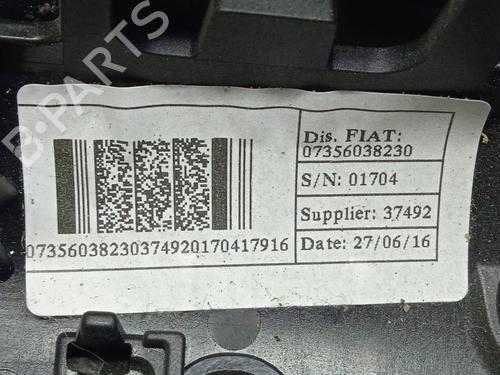 B-PARTS
Dis. FIAT:
07356038230
S/N: 01704
Supplier: 37492
Date: 27/06/16
07356038230374920170417916